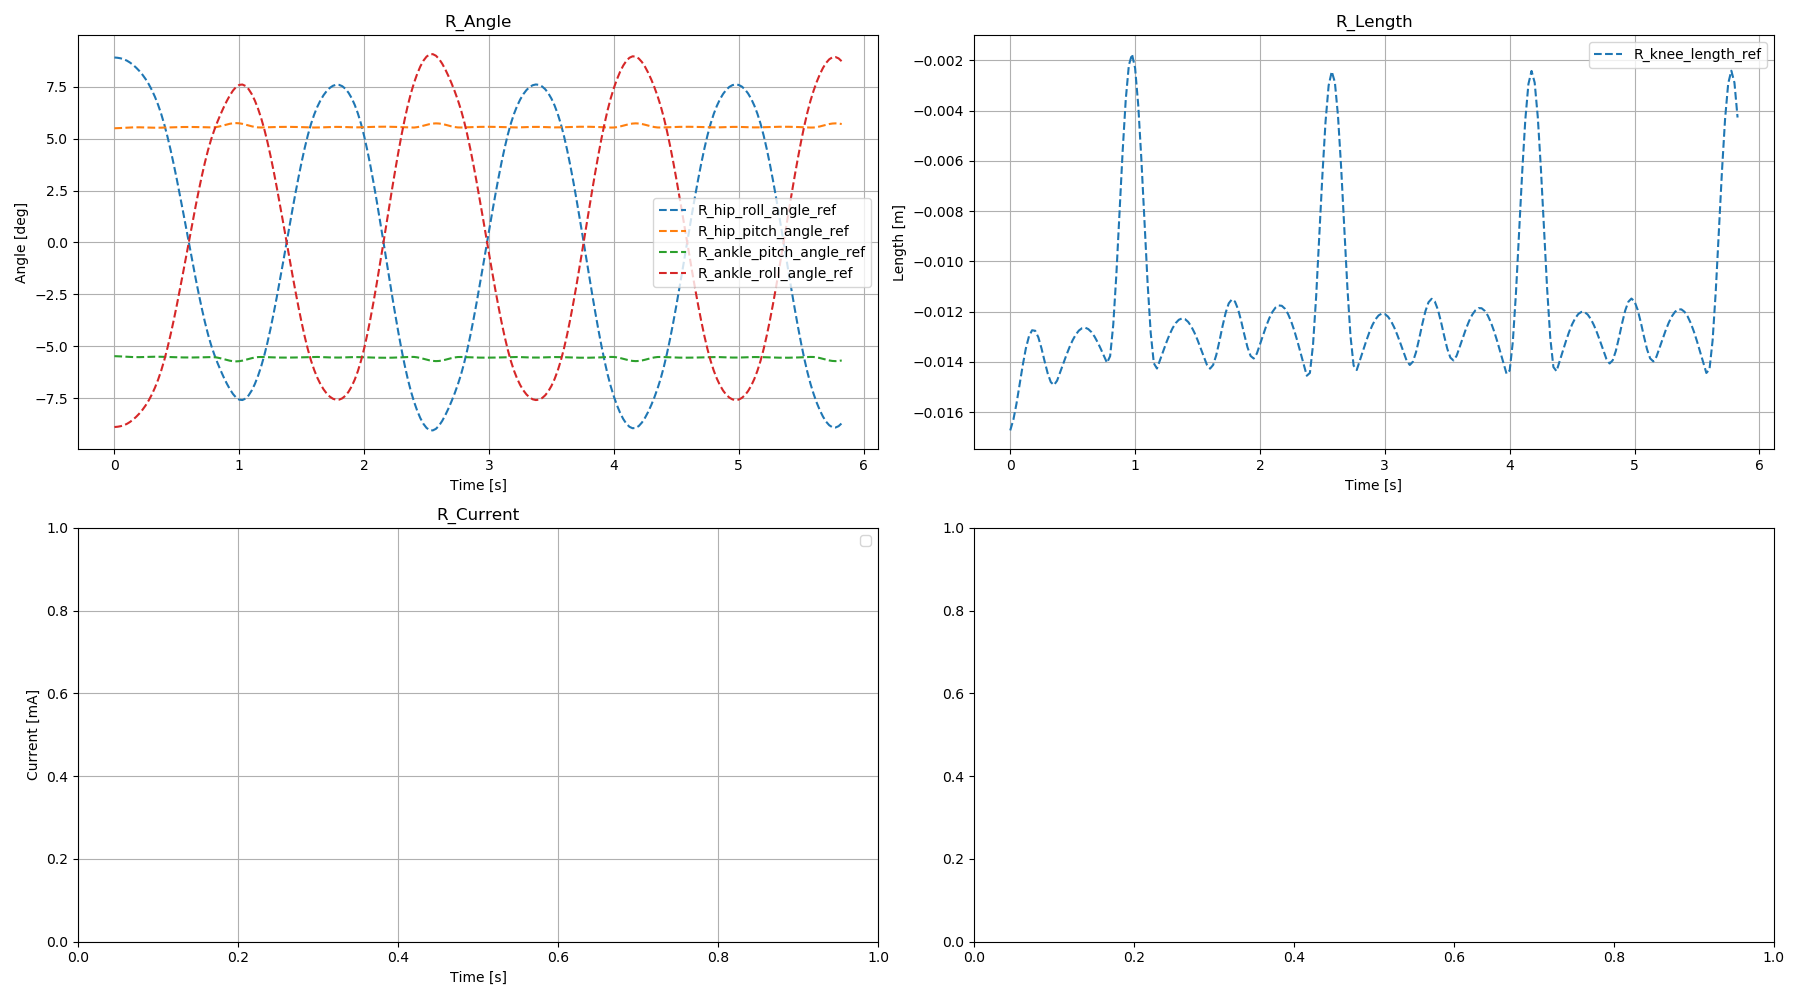 R_Angle
Angle [deg]
7.5
5.0
2.5
0.0
−2.5
−5.0
−7.5
R_hip_roll_angle_ref
R_hip_pitch_angle_ref
R_ankle_pitch_angle_ref
R_ankle_roll_angle_ref
0 1 2 3 4 5 6
Time [s]
R_Length
Length [m]
−0.002
−0.004
−0.006
−0.008
−0.010
−0.012
−0.014
−0.016
R_knee_length_ref
0 1 2 3 4 5 6
Time [s]
R_Current
Current [mA]
1.0
0.8
0.6
0.4
0.2
0.0
0.0 0.2 0.4 0.6 0.8 1.0
Time [s]
1.0
0.8
0.6
0.4
0.2
0.0
0.0 0.2 0.4 0.6 0.8 1.0